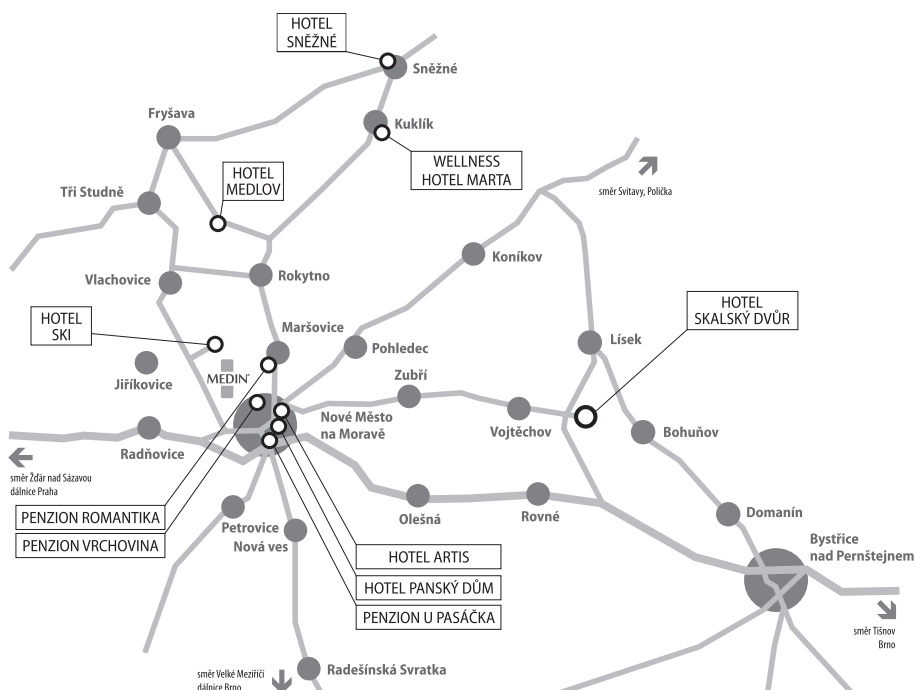 HOTEL
SNĚŽNÉ
Sněžné
Fryšava
Kuklík
WELLNESS
HOTEL MARTA
HOTEL
MEDLOV
směr Svitavy, Polička
Tři Studně
Koníkov
Vlachovice
Rokytno
HOTEL
SKALSKÝ DVŮR
HOTEL
SKI
Maršovice
Lísek
Pohledec
Jiříkovice
MEDIN
Zubří
Nové Město
na Moravě
Vojtěchov
Bohuňov
Radňovice
směr Žďár nad Sázavou
dálnice Praha
PENZION ROMANTIKA
PENZION VRCHOVINA
Petrovice
Nová ves
Olešná
Rovné
Domanín
Bystřice
nad Pernštejnem
HOTEL ARTIS
HOTEL PANSKÝ DŮM
PENZION U PASÁČKA
směr Tišnov
Brno
Radešínská Svratka
směr Velké Meziříčí
dálnice Brno